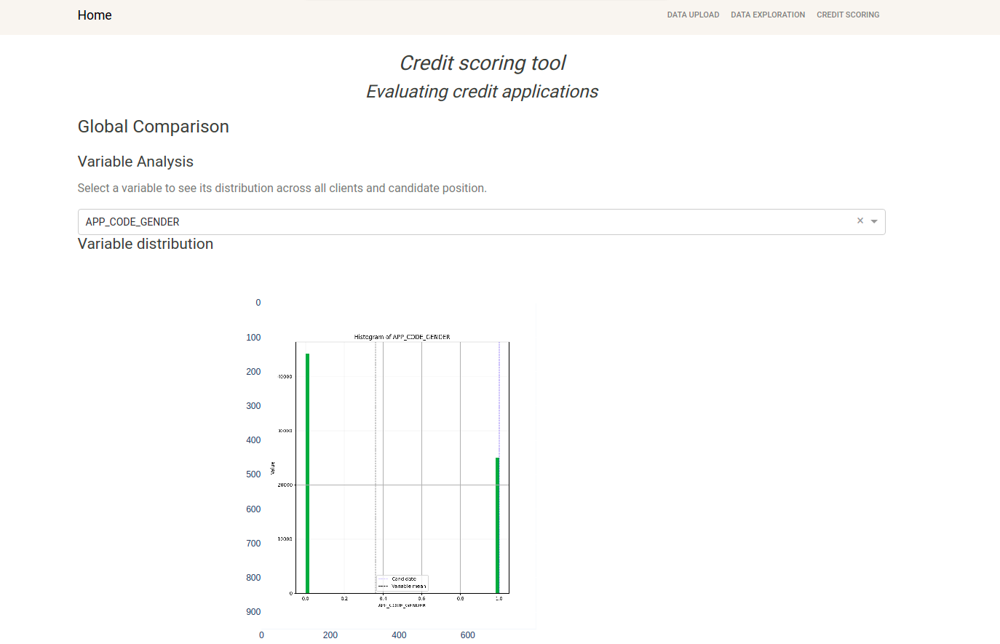 Home
DATA UPLOAD DATA EXPLORATION CREDIT SCORING
Credit scoring tool
Evaluating credit applications
Global Comparison
Variable Analysis
Select a variable to see its distribution across all clients and candidate position.
APP_CODE_GENDER
Variable distribution
0
100
200
300
400
500
600
700
800
900
0 200 400 600
Histogram of APP_CODE_GENDER
Value
40000
30000
20000
10000
0
0.0 0.2 0.4 0.6 0.8 1.0
APP_CODE_GENDER
Candidate
Variable mean